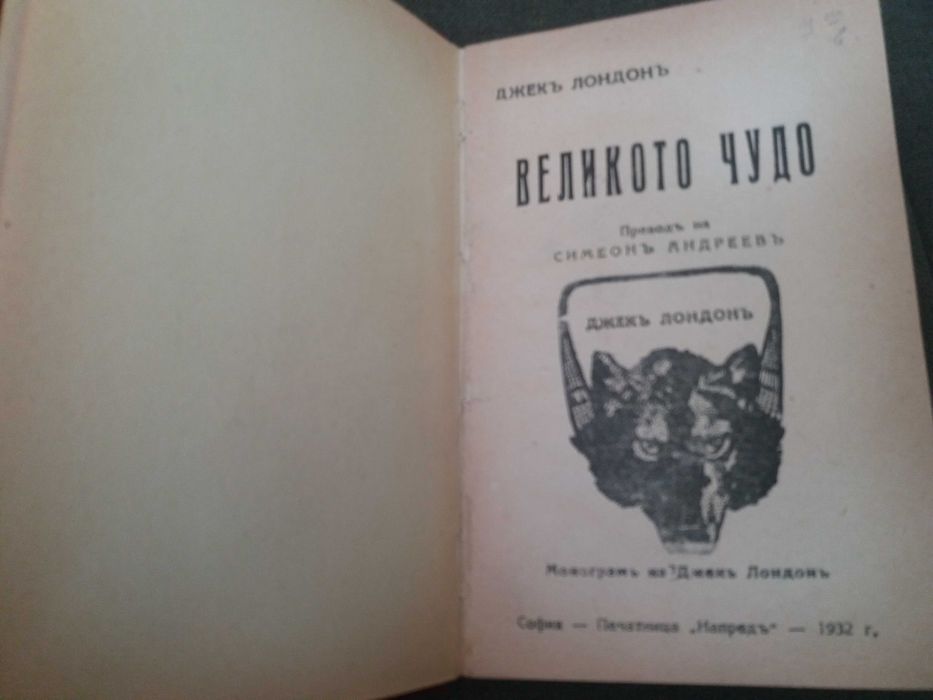 ДЖЕКЪ ЛОНДОНЪ
ВЕЛИКОТО ЧУДО
Преводъ на
СИМЕОНЪ АНДРЕЕВЪ
ДЖЕКЪ ЛОНДОНЪ
Монограмъ на Джекъ Лондонъ
София — Печатница „Напредъ" — 1932 г.